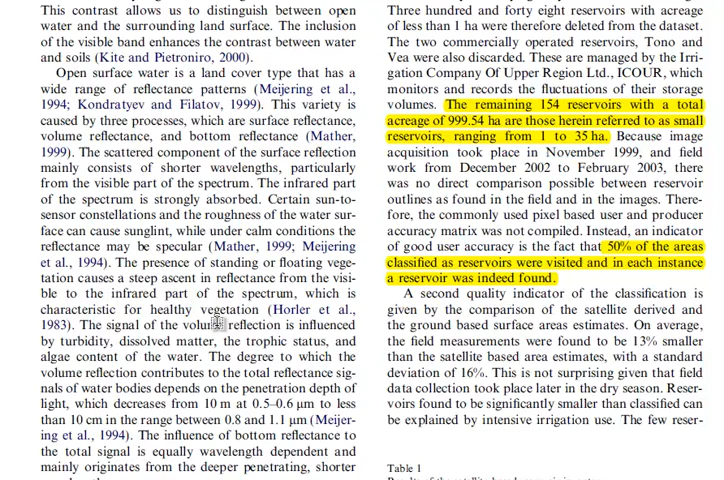 This contrast allows us to distinguish between open
water and the surrounding land surface. The inclusion
of the visible band enhances the contrast between water
and soils (Kite and Pietroniro, 2000).
Open surface water is a land cover type that has a
wide range of reflectance patterns (Meijering et al.,
1994; Kondratyev and Filatov, 1999). This variety is
caused by three processes, which are surface reflectance,
volume reflectance, and bottom reflectance (Mather,
1999). The scattered component of the surface reflection
mainly consists of shorter wavelengths, particularly
from the visible part of the spectrum. The infrared part
of the spectrum is strongly absorbed. Certain sun-to-
sensor constellations and the roughness of the water sur-
face can cause sunglint, while under calm conditions the
reflectance may be specular (Mather, 1999; Meijering
et al., 1994). The presence of standing or floating vege-
tation causes a steep ascent in reflectance from the visi-
ble to the infrared part of the spectrum, which is
characteristic for healthy vegetation (Horler et al.,
1983). The signal of the volume reflection is influenced
by turbidity, dissolved matter, the trophic status, and
algae content of the water. The degree to which the
volume reflection contributes to the total reflectance sig-
nals of water bodies depends on the penetration depth of
light, which decreases from 10 m at 0.5–0.6 μm to less
than 10 cm in the range between 0.8 and 1.1 μm (Meijer-
ing et al., 1994). The influence of bottom reflectance to
the total signal is equally wavelength dependent and
mainly originates from the deeper penetrating, shorter
Three hundred and forty eight reservoirs with acreage
of less than 1 ha were therefore deleted from the dataset.
The two commercially operated reservoirs, Tono and
Vea were also discarded. These are managed by the Irri-
gation Company Of Upper Region Ltd., ICOUR, which
monitors and records the fluctuations of their storage
volumes. The remaining 154 reservoirs with a total
acreage of 999.54 ha are those herein referred to as small
reservoirs, ranging from 1 to 35 ha. Because image
acquisition took place in November 1999, and field
work from December 2002 to February 2003, there
was no direct comparison possible between reservoir
outlines as found in the field and in the images. There-
fore, the commonly used pixel based user and producer
accuracy matrix was not compiled. Instead, an indicator
of good user accuracy is the fact that 50% of the areas
classified as reservoirs were visited and in each instance
a reservoir was indeed found.
A second quality indicator of the classification is
given by the comparison of the satellite derived and
the ground based surface areas estimates. On average,
the field measurements were found to be 13% smaller
than the satellite based area estimates, with a standard
deviation of 16%. This is not surprising given that field
data collection took place later in the dry season. Reser-
voirs found to be significantly smaller than classified can
be explained by intensive irrigation use. The few reser-
Table 1